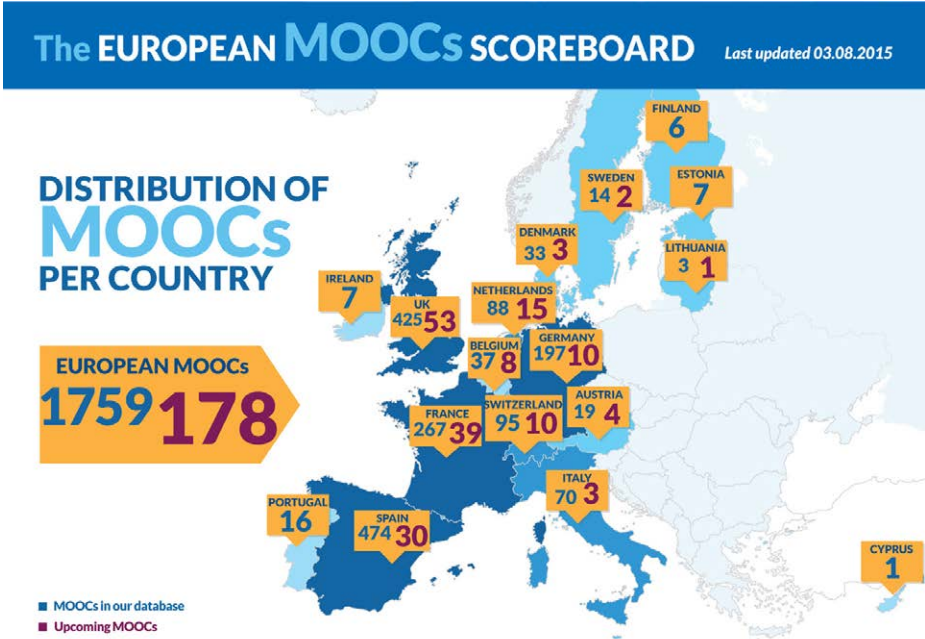 The EUROPEAN MOOCs SCOREBOARD
Last updated 03.08.2015
DISTRIBUTION OF
MOOCs
PER COUNTRY
EUROPEAN MOOCs
1759 178
FINLAND
6
SWEDEN
14 2
ESTONIA
7
DENMARK
33 3
LITHUANIA
3 1
IRELAND
7
UK
425 53
NETHERLANDS
88 15
BELGIUM
37 8
GERMANY
197 10
FRANCE
267 39
SWITZERLAND
95 10
AUSTRIA
19 4
ITALY
70 3
PORTUGAL
16
SPAIN
474 30
CYPRUS
1
MOOCs in our database
Upcoming MOOCs